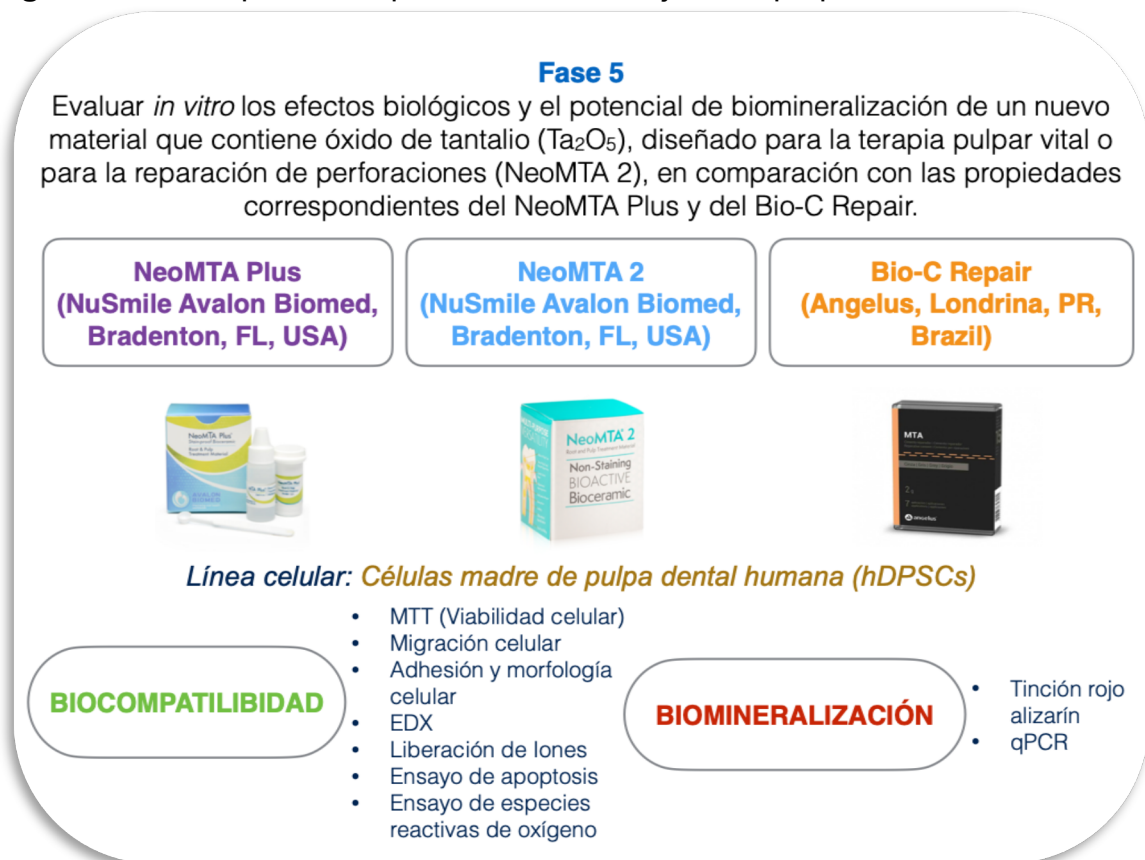 Fase 5
Evaluar in vitro los efectos biológicos y el potencial de biomineralización de un nuevo
material que contiene óxido de tantalio (Ta₂O₅), diseñado para la terapia pulpar vital o
para la reparación de perforaciones (NeoMTA 2), en comparación con las propiedades
correspondientes del NeoMTA Plus y del Bio-C Repair.
NeoMTA Plus
(NuSmile Avalon Biomed,
Bradenton, FL, USA)
NeoMTA 2
(NuSmile Avalon Biomed,
Bradenton, FL, USA)
Bio-C Repair
(Angelus, Londrina, PR,
Brazil)
NeoMTA Plus
AVALON
BIOMED
NeoMTA 2
Non-Staining
BIOACTIVE
Bioceramic
MTA
angelus
Línea celular: Células madre de pulpa dental humana (hDPSCs)
BIOCOMPATILIBIDAD
• MTT (Viabilidad celular)
• Migración celular
• Adhesión y morfología
celular
• EDX
• Liberación de Iones
• Ensayo de apoptosis
• Ensayo de especies
reactivas de oxígeno
BIOMINERALIZACIÓN
• Tinción rojo
alizarín
• qPCR